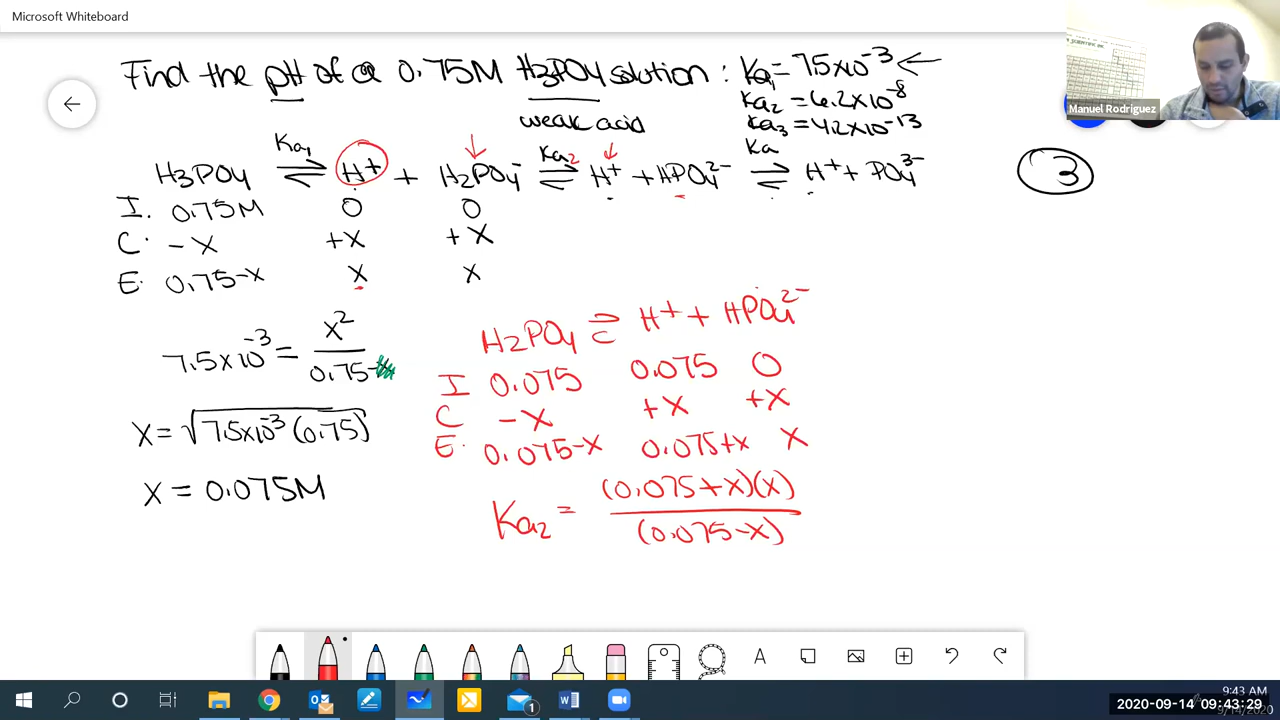 Microsoft Whiteboard
Find the pH of a 0.75M H3PO4 solution : Ka1 = 7.5x10^-3 ←
weak acid
Ka2 = 6.2x10^-8
Ka3 = 4.2x10^-13
Manuel Rodriguez
H3PO4 ⇌ Ka1 H+ + H2PO4^- ⇌ Ka2 H+ + HPO4^2- ⇌ Ka H+ + PO4^3-
3
I. 0.75M 0 0
C. -X +X +X
E. 0.75-X X X
7.5x10^-3 = X^2 / 0.75-
X = √7.5x10^-3 (0.75)
X = 0.075M
H2PO4 ⇌ H+ + HPO4^2-
I 0.075 0.075 0
C -X +X +X
E. 0.075-X 0.075+X X
Ka2 = (0.075+X)(X) / (0.075-X)
A
1
9:43 AM
2020-09-14 09:43:29